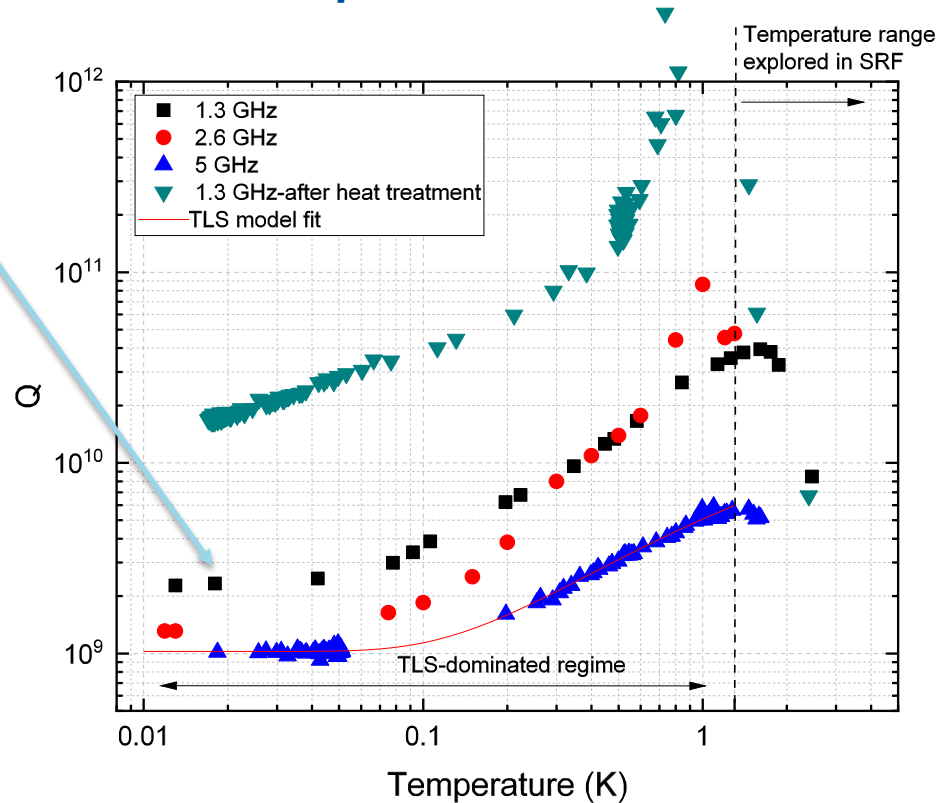 Temperature range
explored in SRF
10^12
1.3 GHz
2.6 GHz
5 GHz
1.3 GHz-after heat treatment
TLS model fit
10^11
Q
10^10
10^9
TLS-dominated regime
0.01 0.1 1
Temperature (K)